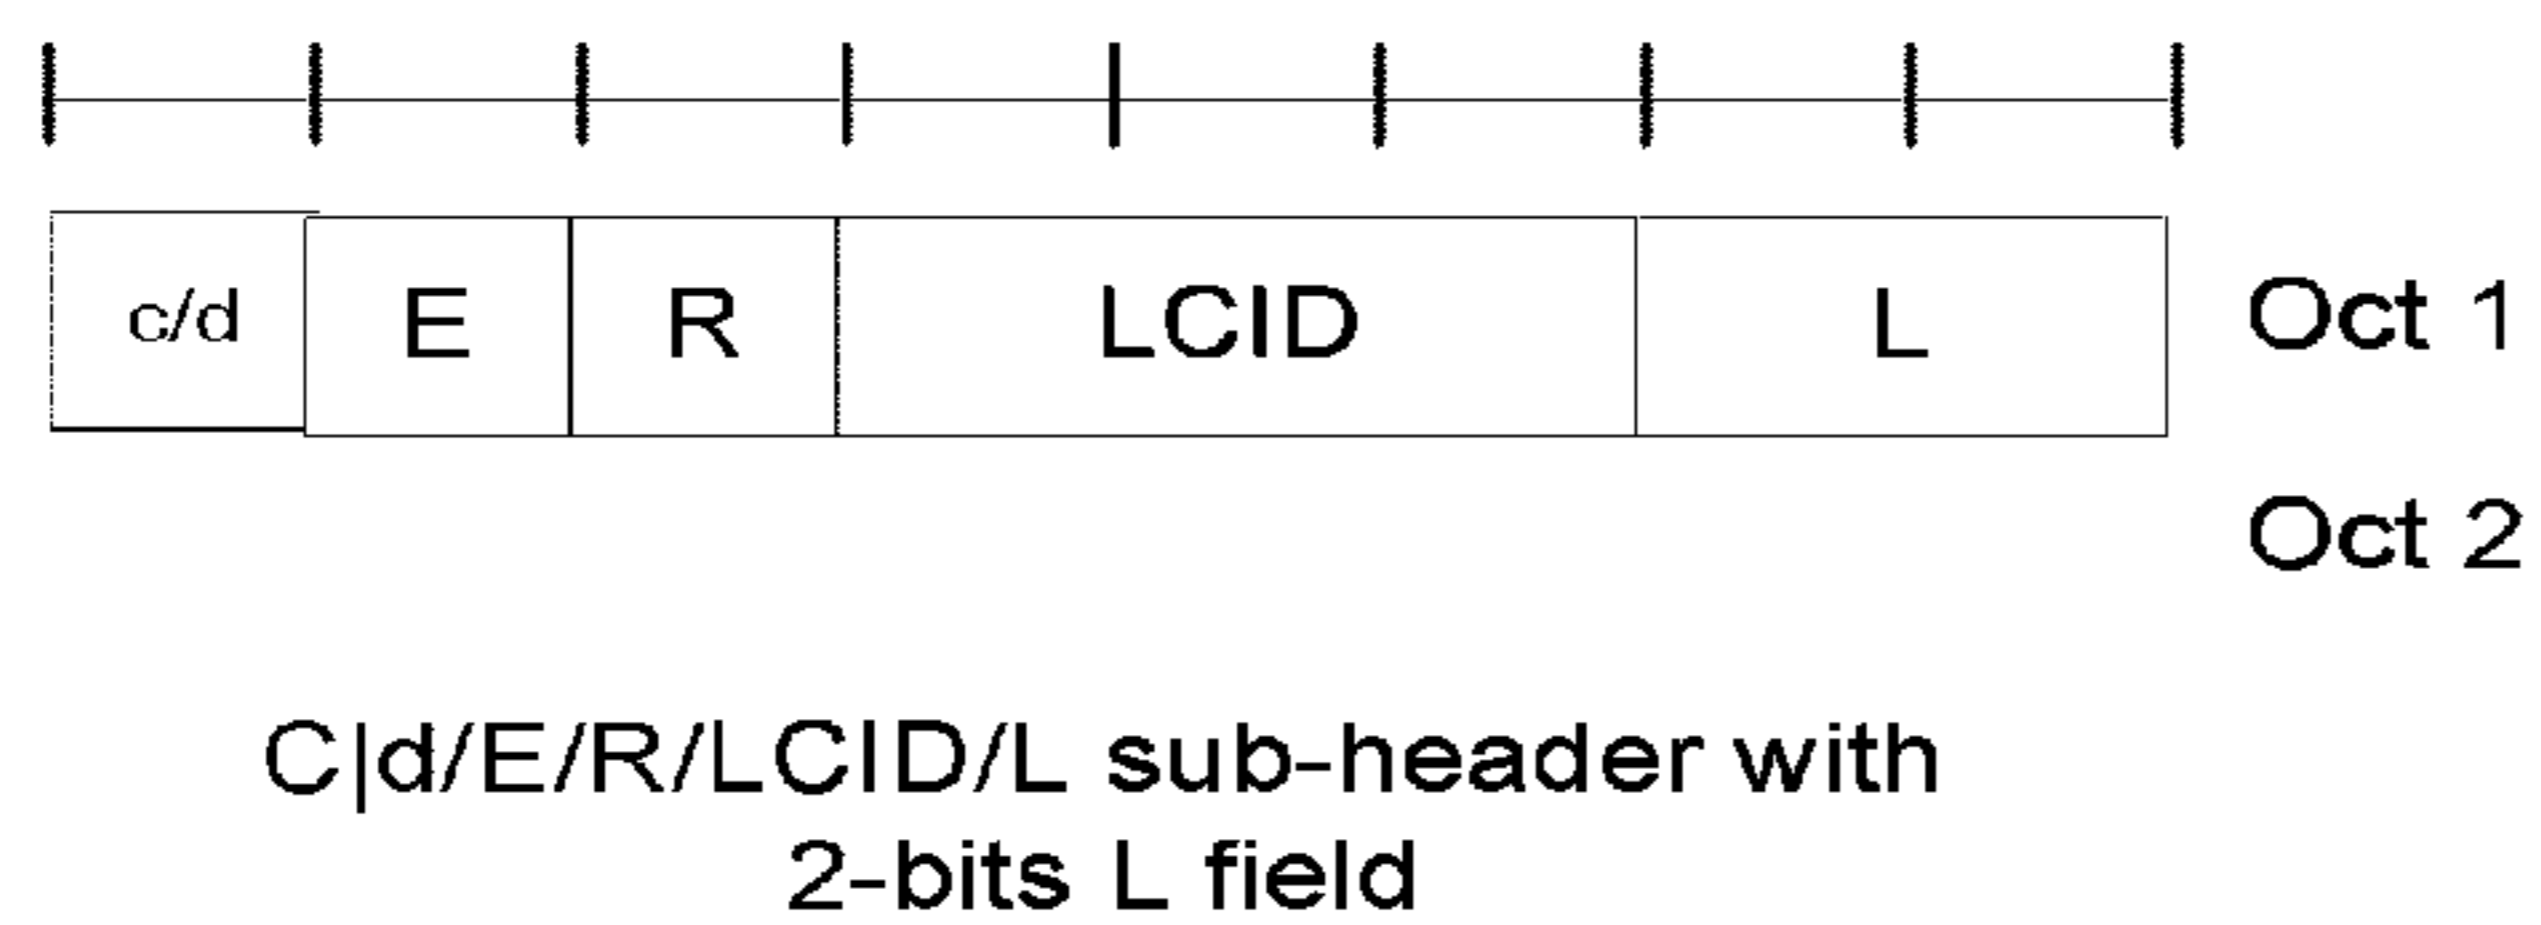 c/d E R LCID L Oct 1
Oct 2
C|d/E/R/LCID/L sub-header with
2-bits L field